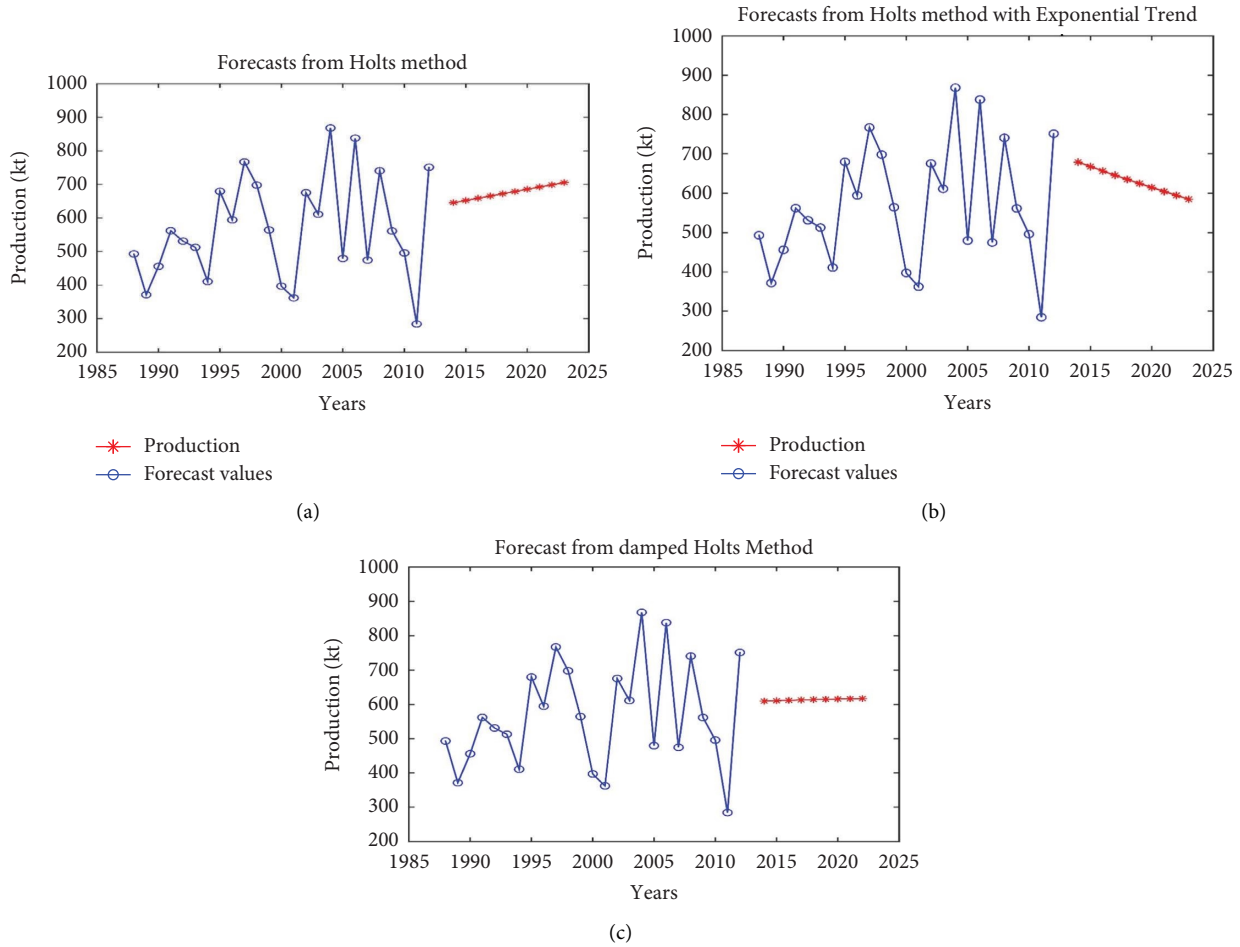 Forecasts from Holts method
1000
900
800
700
600
500
400
300
200
Production (kt)
1985 1990 1995 2000 2005 2010 2015 2020 2025
Years
Production
Forecast values
(a)
Forecasts from Holts method with Exponential Trend
1000
900
800
700
600
500
400
300
200
Production (kt)
1985 1990 1995 2000 2005 2010 2015 2020 2025
Years
Production
Forecast values
(b)
Forecast from damped Holts Method
1000
900
800
700
600
500
400
300
200
Production (kt)
1985 1990 1995 2000 2005 2010 2015 2020 2025
Years
(c)